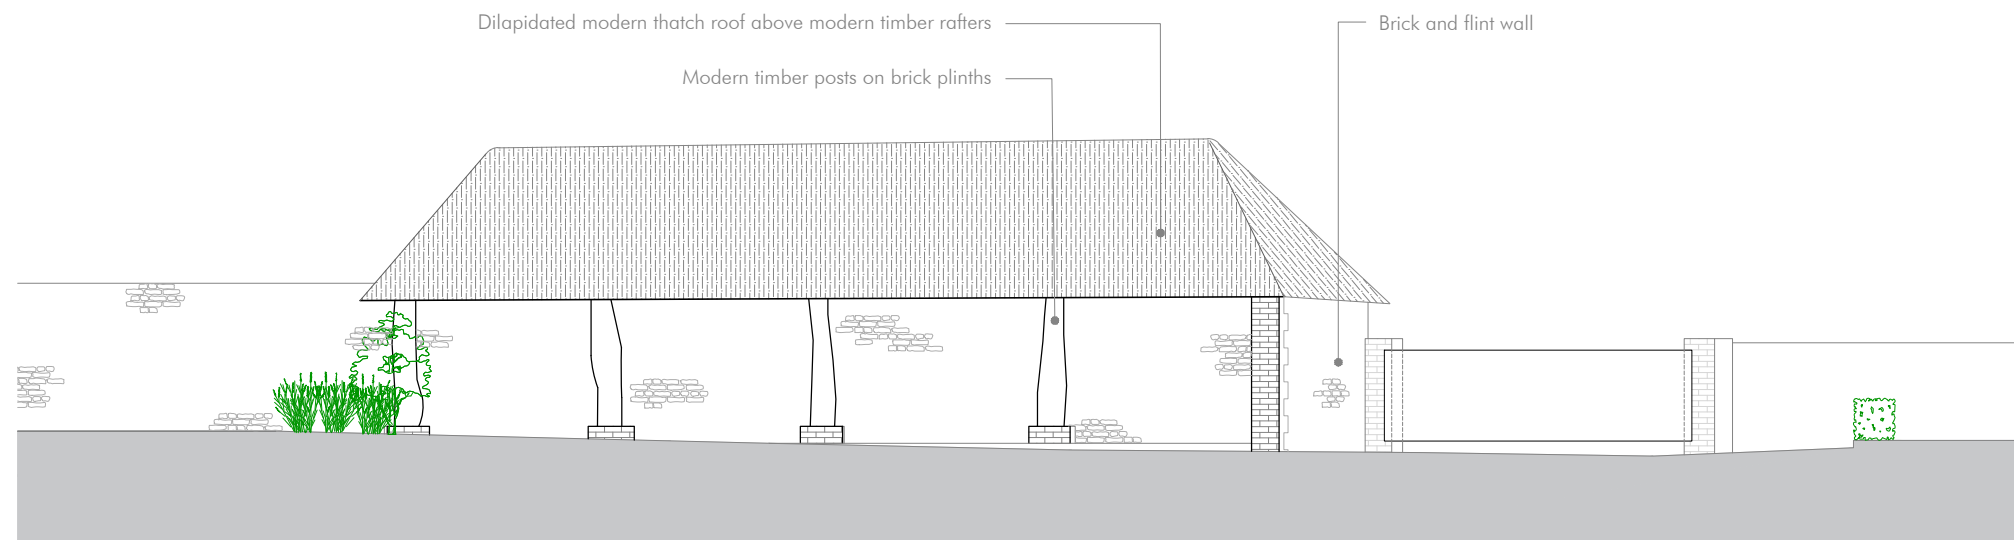 Dilapidated modern thatch roof above modern timber rafters
Brick and flint wall
Modern timber posts on brick plinths